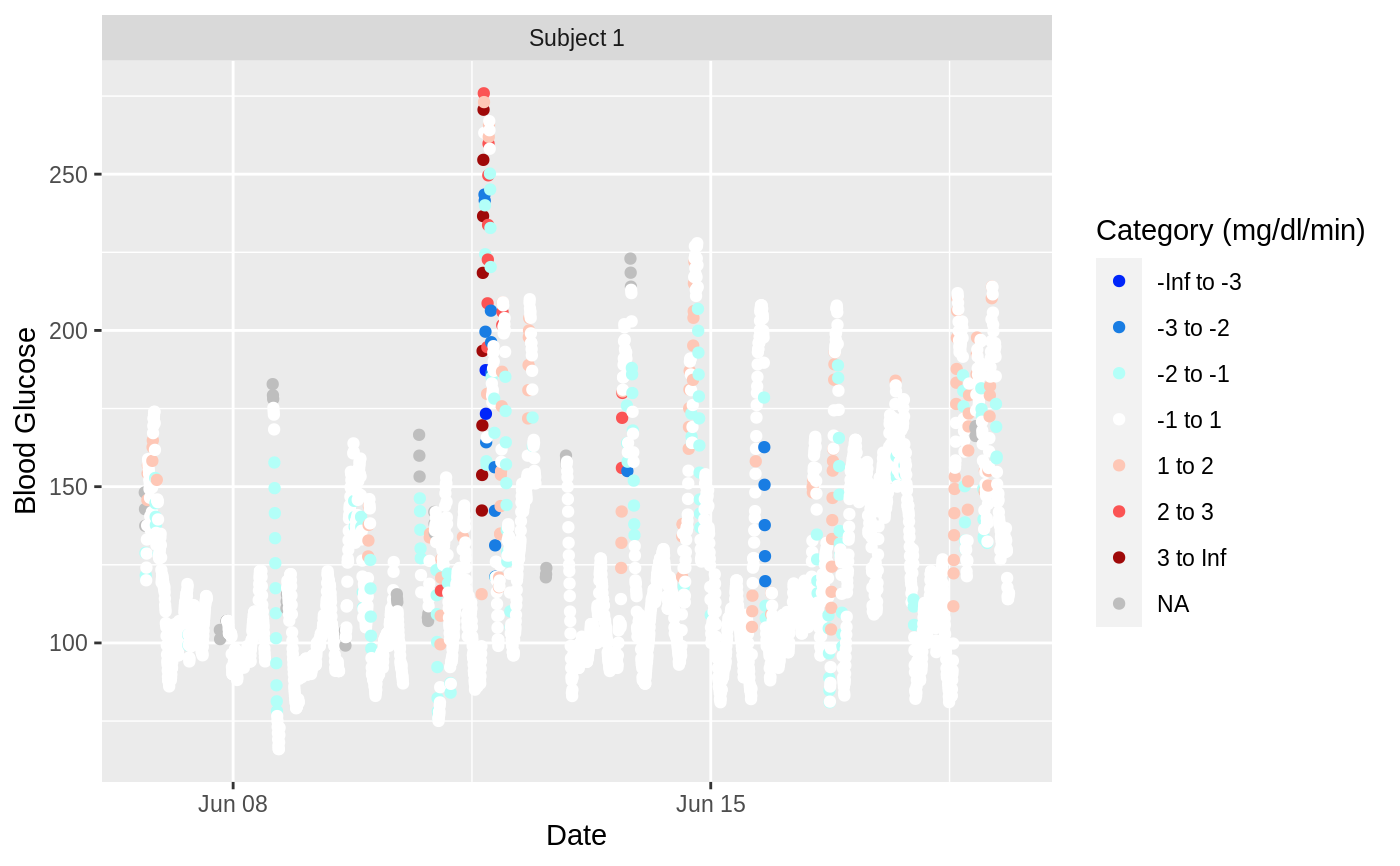 Subject 1
250
200
150
100
Blood Glucose
Jun 08
Jun 15
Date
Category (mg/dl/min)
-Inf to -3
-3 to -2
-2 to -1
-1 to 1
1 to 2
2 to 3
3 to Inf
NA